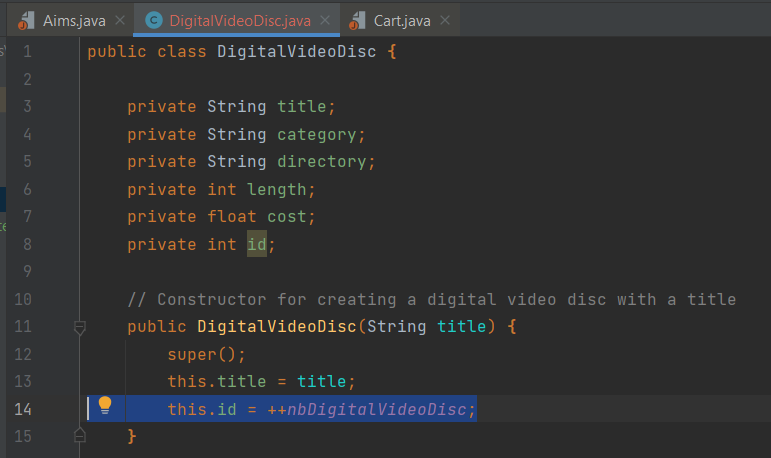 Aims.java DigitalVideoDisc.java Cart.java
1 public class DigitalVideoDisc {
2
3 private String title;
4 private String category;
5 private String directory;
6 private int length;
7 private float cost;
8 private int id;
9
10 // Constructor for creating a digital video disc with a title
11 public DigitalVideoDisc(String title) {
12 super();
13 this.title = title;
14 this.id = ++nbDigitalVideoDisc;
15 }